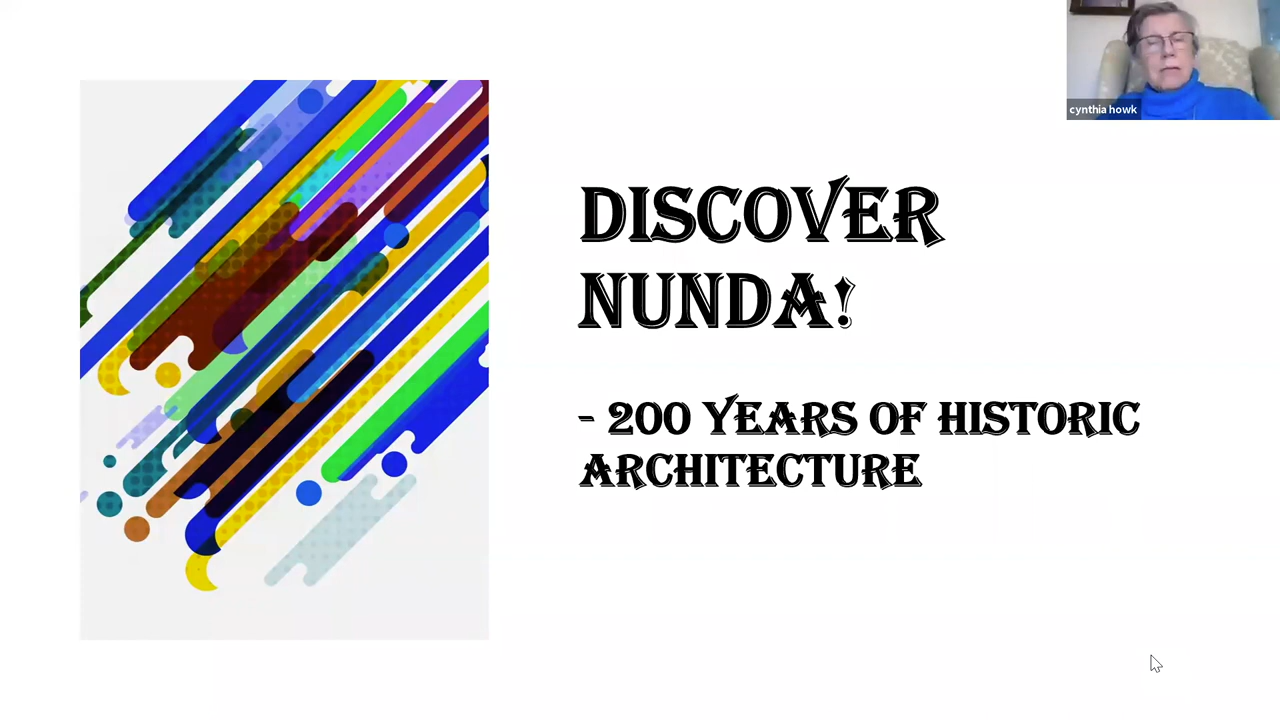 cynthia howk
DISCOVER
NUNDA!
- 200 YEARS OF HISTORIC
ARCHITECTURE